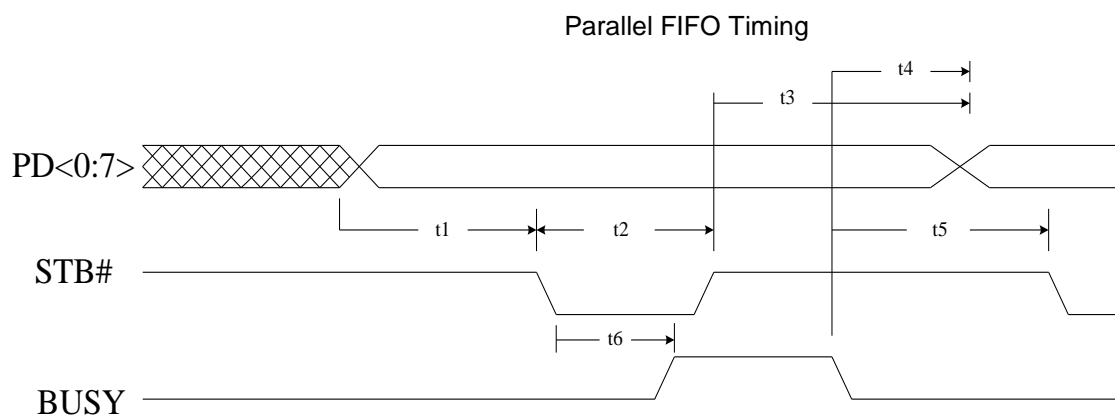 Parallel FIFO Timing
t4
t3
PD<0:7>
t1
t2
t5
STB#
t6
BUSY